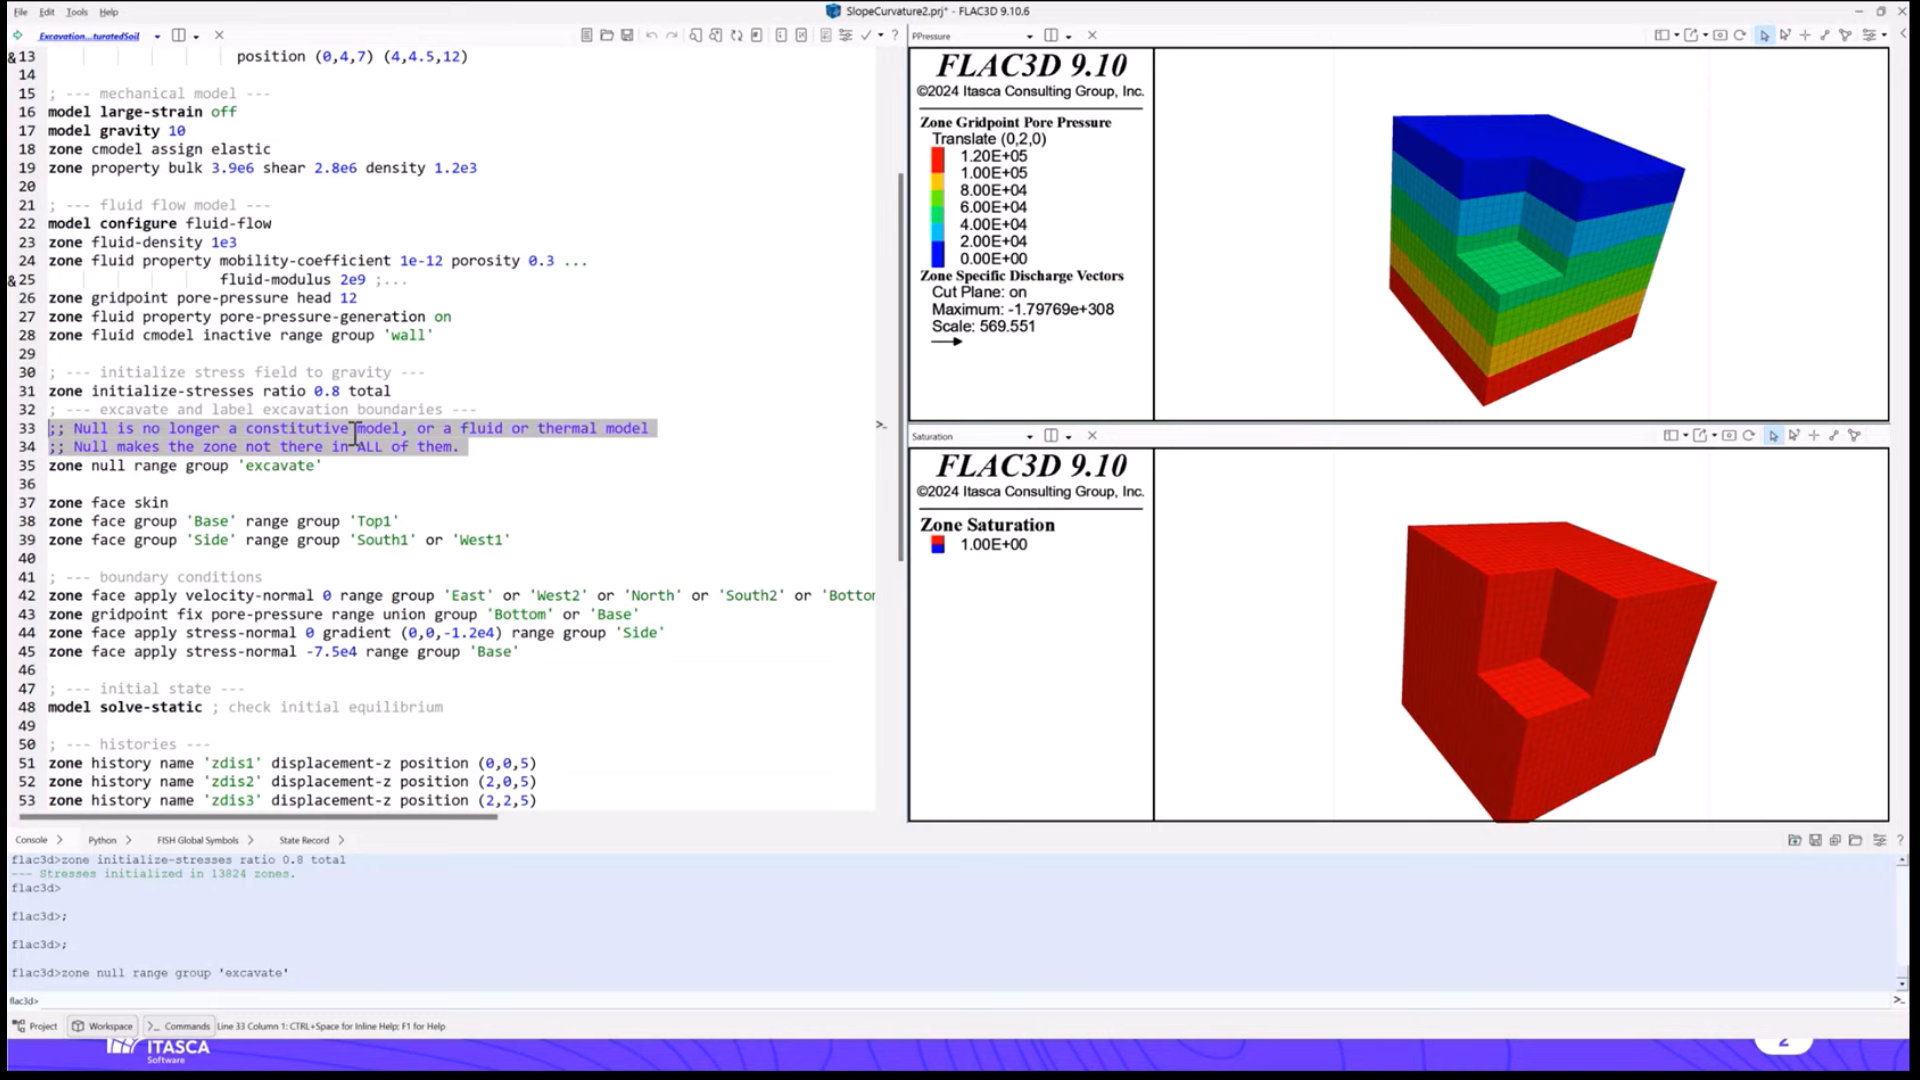 File Edit Tools Help
SlopeCurvature2.prj* - FLAC3D 9.10.6
Excavation...turatedSoil
&13 position (0,4,7) (4,4.5,12)
14
15 ; --- mechanical model ---
16 model large-strain off
17 model gravity 10
18 zone cmodel assign elastic
19 zone property bulk 3.9e6 shear 2.8e6 density 1.2e3
20
21 ; --- fluid flow model ---
22 model configure fluid-flow
23 zone fluid-density 1e3
24 zone fluid property mobility-coefficient 1e-12 porosity 0.3 ...
&25 fluid-modulus 2e9 ;...
26 zone gridpoint pore-pressure head 12
27 zone fluid property pore-pressure-generation on
28 zone fluid cmodel inactive range group 'wall'
29
30 ; --- initialize stress field to gravity ---
31 zone initialize-stresses ratio 0.8 total
32 ; --- excavate and label excavation boundaries ---
33 ;; Null is no longer a constitutive model, or a fluid or thermal model
34 ;; Null makes the zone not there in ALL of them.
35 zone null range group 'excavate'
36
37 zone face skin
38 zone face group 'Base' range group 'Top1'
39 zone face group 'Side' range group 'South1' or 'West1'
40
41 ; --- boundary conditions
42 zone face apply velocity-normal 0 range group 'East' or 'West2' or 'North' or 'South2' or 'Bottor
43 zone gridpoint fix pore-pressure range union group 'Bottom' or 'Base'
44 zone face apply stress-normal 0 gradient (0,0,-1.2e4) range group 'Side'
45 zone face apply stress-normal -7.5e4 range group 'Base'
46
47 ; --- initial state ---
48 model solve-static ; check initial equilibrium
49
50 ; --- histories ---
51 zone history name 'zdis1' displacement-z position (0,0,5)
52 zone history name 'zdis2' displacement-z position (2,0,5)
53 zone history name 'zdis3' displacement-z position (2,2,5)
PPressure
FLAC3D 9.10
©2024 Itasca Consulting Group, Inc.
Zone Gridpoint Pore Pressure
Translate (0,2,0)
1.20E+05
1.00E+05
8.00E+04
6.00E+04
4.00E+04
2.00E+04
0.00E+00
Zone Specific Discharge Vectors
Cut Plane: on
Maximum: -1.79769e+308
Scale: 569.551
Saturation
FLAC3D 9.10
©2024 Itasca Consulting Group, Inc.
Zone Saturation
1.00E+00
Console Python FISH Global Symbols State Record
flac3d>zone initialize-stresses ratio 0.8 total
--- Stresses initialized in 13824 zones.
flac3d>
flac3d>;
flac3d>;
flac3d>zone null range group 'excavate'
flac3d>
Project Workspace Commands Line 33 Column 1: CTRL+Space for Inline Help; F1 for Help
ITASCA
Software
2